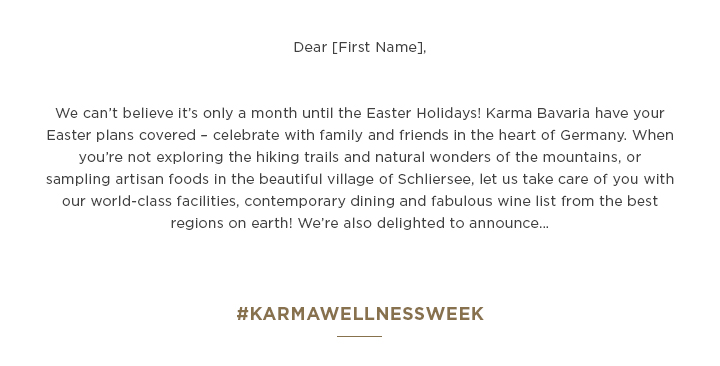 Dear [First Name],
We can’t believe it’s only a month until the Easter Holidays! Karma Bavaria have your
Easter plans covered – celebrate with family and friends in the heart of Germany. When
you’re not exploring the hiking trails and natural wonders of the mountains, or
sampling artisan foods in the beautiful village of Schliersee, let us take care of you with
our world-class facilities, contemporary dining and fabulous wine list from the best
regions on earth! We’re also delighted to announce...
#KARMAWELLNESSWEEK